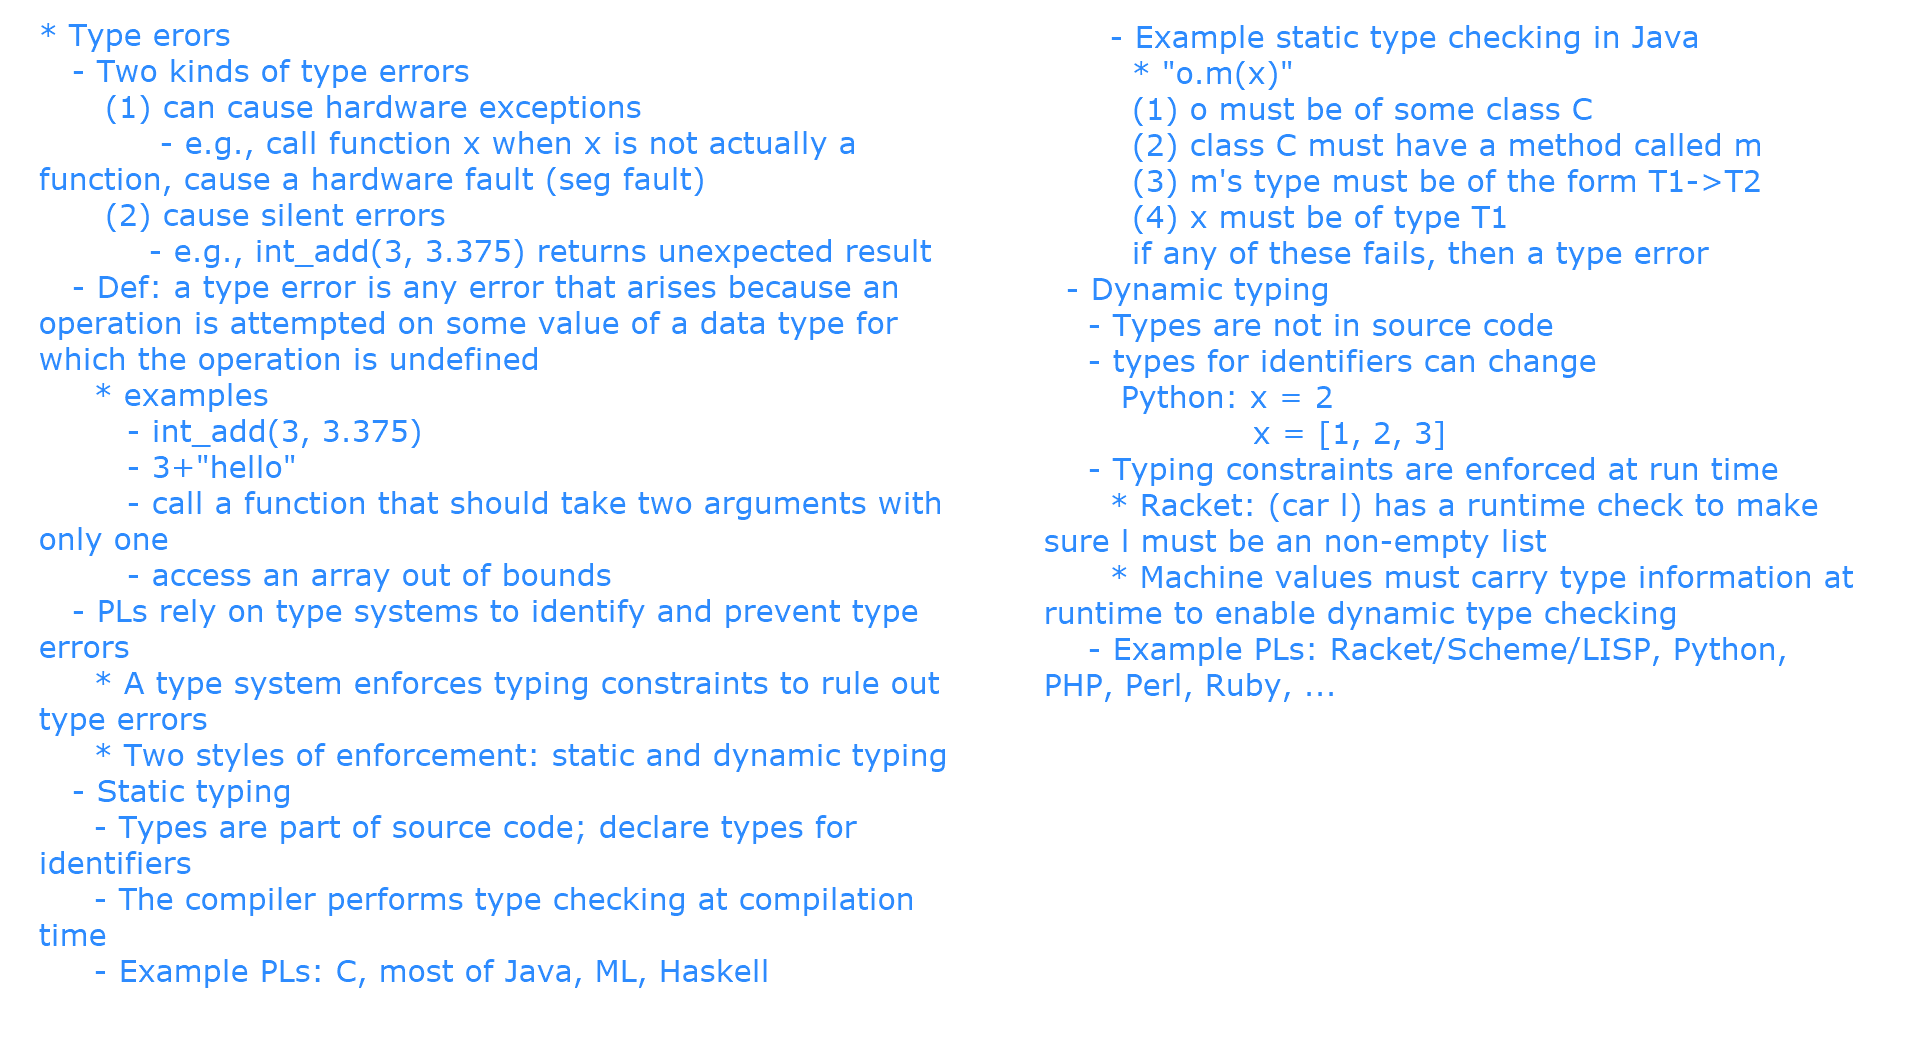 * Type erors
- Two kinds of type errors
(1) can cause hardware exceptions
- e.g., call function x when x is not actually a
function, cause a hardware fault (seg fault)
(2) cause silent errors
- e.g., int_add(3, 3.375) returns unexpected result
- Def: a type error is any error that arises because an
operation is attempted on some value of a data type for
which the operation is undefined
* examples
- int_add(3, 3.375)
- 3+"hello"
- call a function that should take two arguments with
only one
- access an array out of bounds
- PLs rely on type systems to identify and prevent type
errors
* A type system enforces typing constraints to rule out
type errors
* Two styles of enforcement: static and dynamic typing
- Static typing
- Types are part of source code; declare types for
identifiers
- The compiler performs type checking at compilation
time
- Example PLs: C, most of Java, ML, Haskell
- Example static type checking in Java
* "o.m(x)"
(1) o must be of some class C
(2) class C must have a method called m
(3) m's type must be of the form T1->T2
(4) x must be of type T1
if any of these fails, then a type error
- Dynamic typing
- Types are not in source code
- types for identifiers can change
Python: x = 2
x = [1, 2, 3]
- Typing constraints are enforced at run time
* Racket: (car l) has a runtime check to make
sure l must be an non-empty list
* Machine values must carry type information at
runtime to enable dynamic type checking
- Example PLs: Racket/Scheme/LISP, Python,
PHP, Perl, Ruby, ...